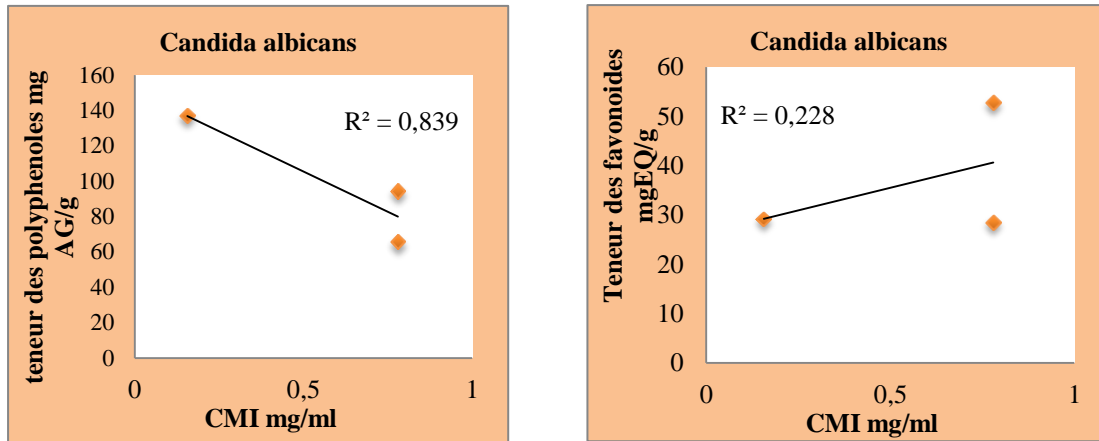 Candida albicans
teneur des polyphenoles mg
AG/g
160
140
120
100
80
60
40
20
0
R² = 0,839
0
0,5
1
CMI mg/ml
Candida albicans
Teneur des favonoides
mgEQ/g
60
50
40
30
20
10
0
R² = 0,228
0
0,5
1
CMI mg/ml